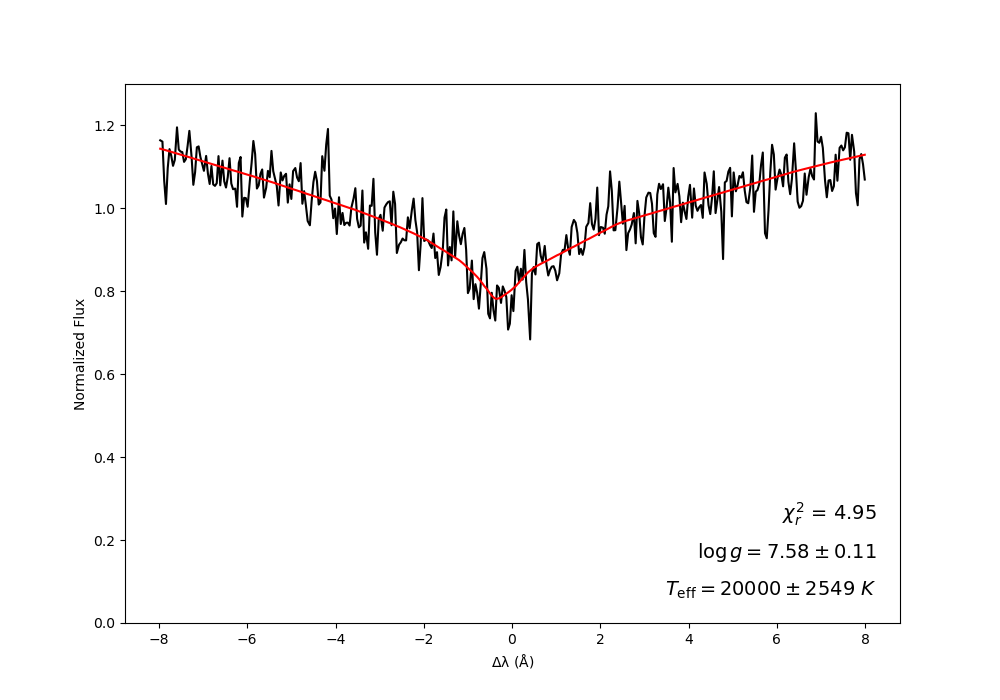 1.2
1.0
0.8
0.6
0.4
0.2
0.0
Normalized Flux
χ²ᵣ = 4.95
log g = 7.58 ± 0.11
T_eff = 20000 ± 2549 K
−8 −6 −4 −2 0 2 4 6 8
Δλ (Å)